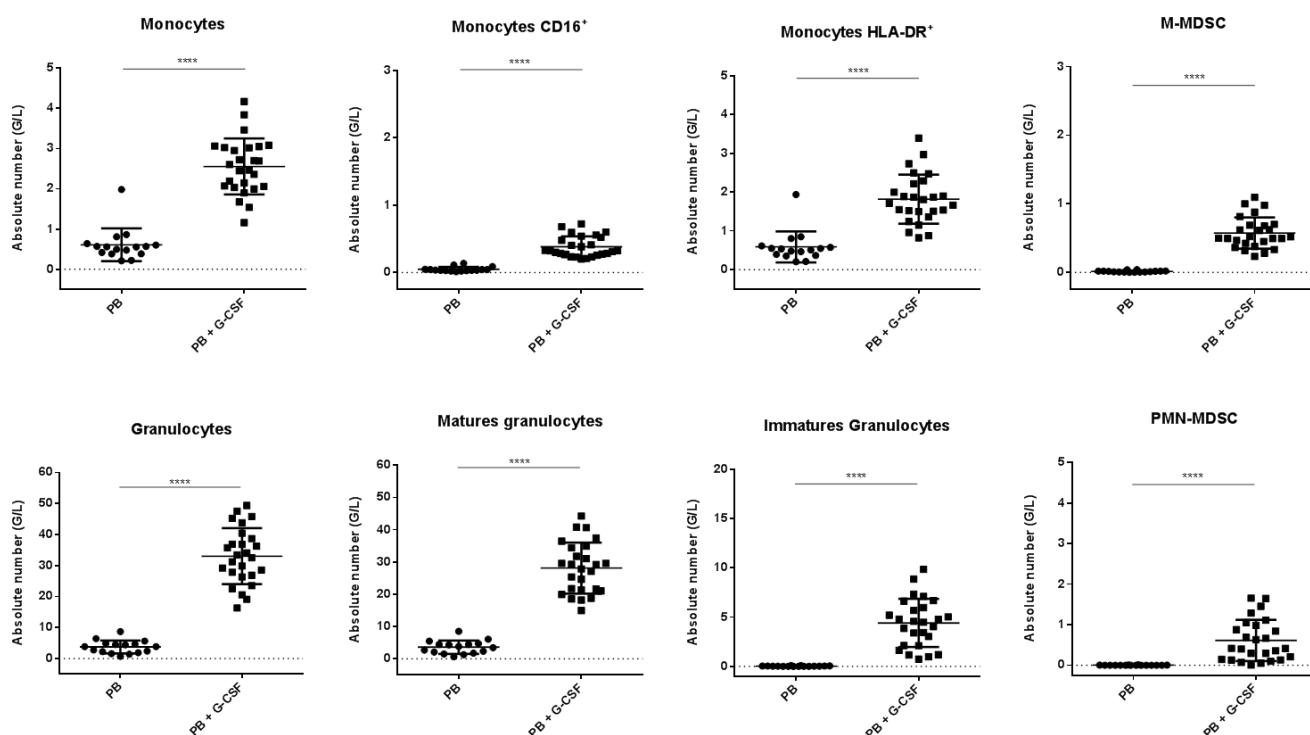 Monocytes
****
Absolute number (G/L)
5
4
3
2
1
0
PB
PB + G-CSF
Monocytes CD16⁺
****
Absolute number (G/L)
3
2
1
0
PB
PB + G-CSF
Monocytes HLA-DR⁺
****
Absolute number (G/L)
5
4
3
2
1
0
PB
PB + G-CSF
M-MDSC
****
Absolute number (G/L)
3
2
1
0
PB
PB + G-CSF
Granulocytes
****
Absolute number (G/L)
60
50
40
30
20
10
0
PB
PB + G-CSF
Matures granulocytes
****
Absolute number (G/L)
60
50
40
30
20
10
0
PB
PB + G-CSF
Immatures Granulocytes
****
Absolute number (G/L)
20
15
10
5
0
PB
PB + G-CSF
PMN-MDSC
****
Absolute number (G/L)
5
4
3
2
1
0
PB
PB + G-CSF